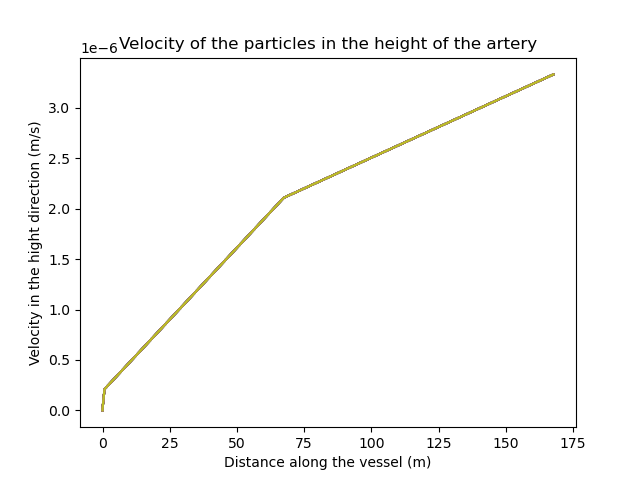 Velocity of the particles in the height of the artery
1e−6
3.0
2.5
2.0
1.5
1.0
0.5
0.0
Velocity in the hight direction (m/s)
0 25 50 75 100 125 150 175
Distance along the vessel (m)